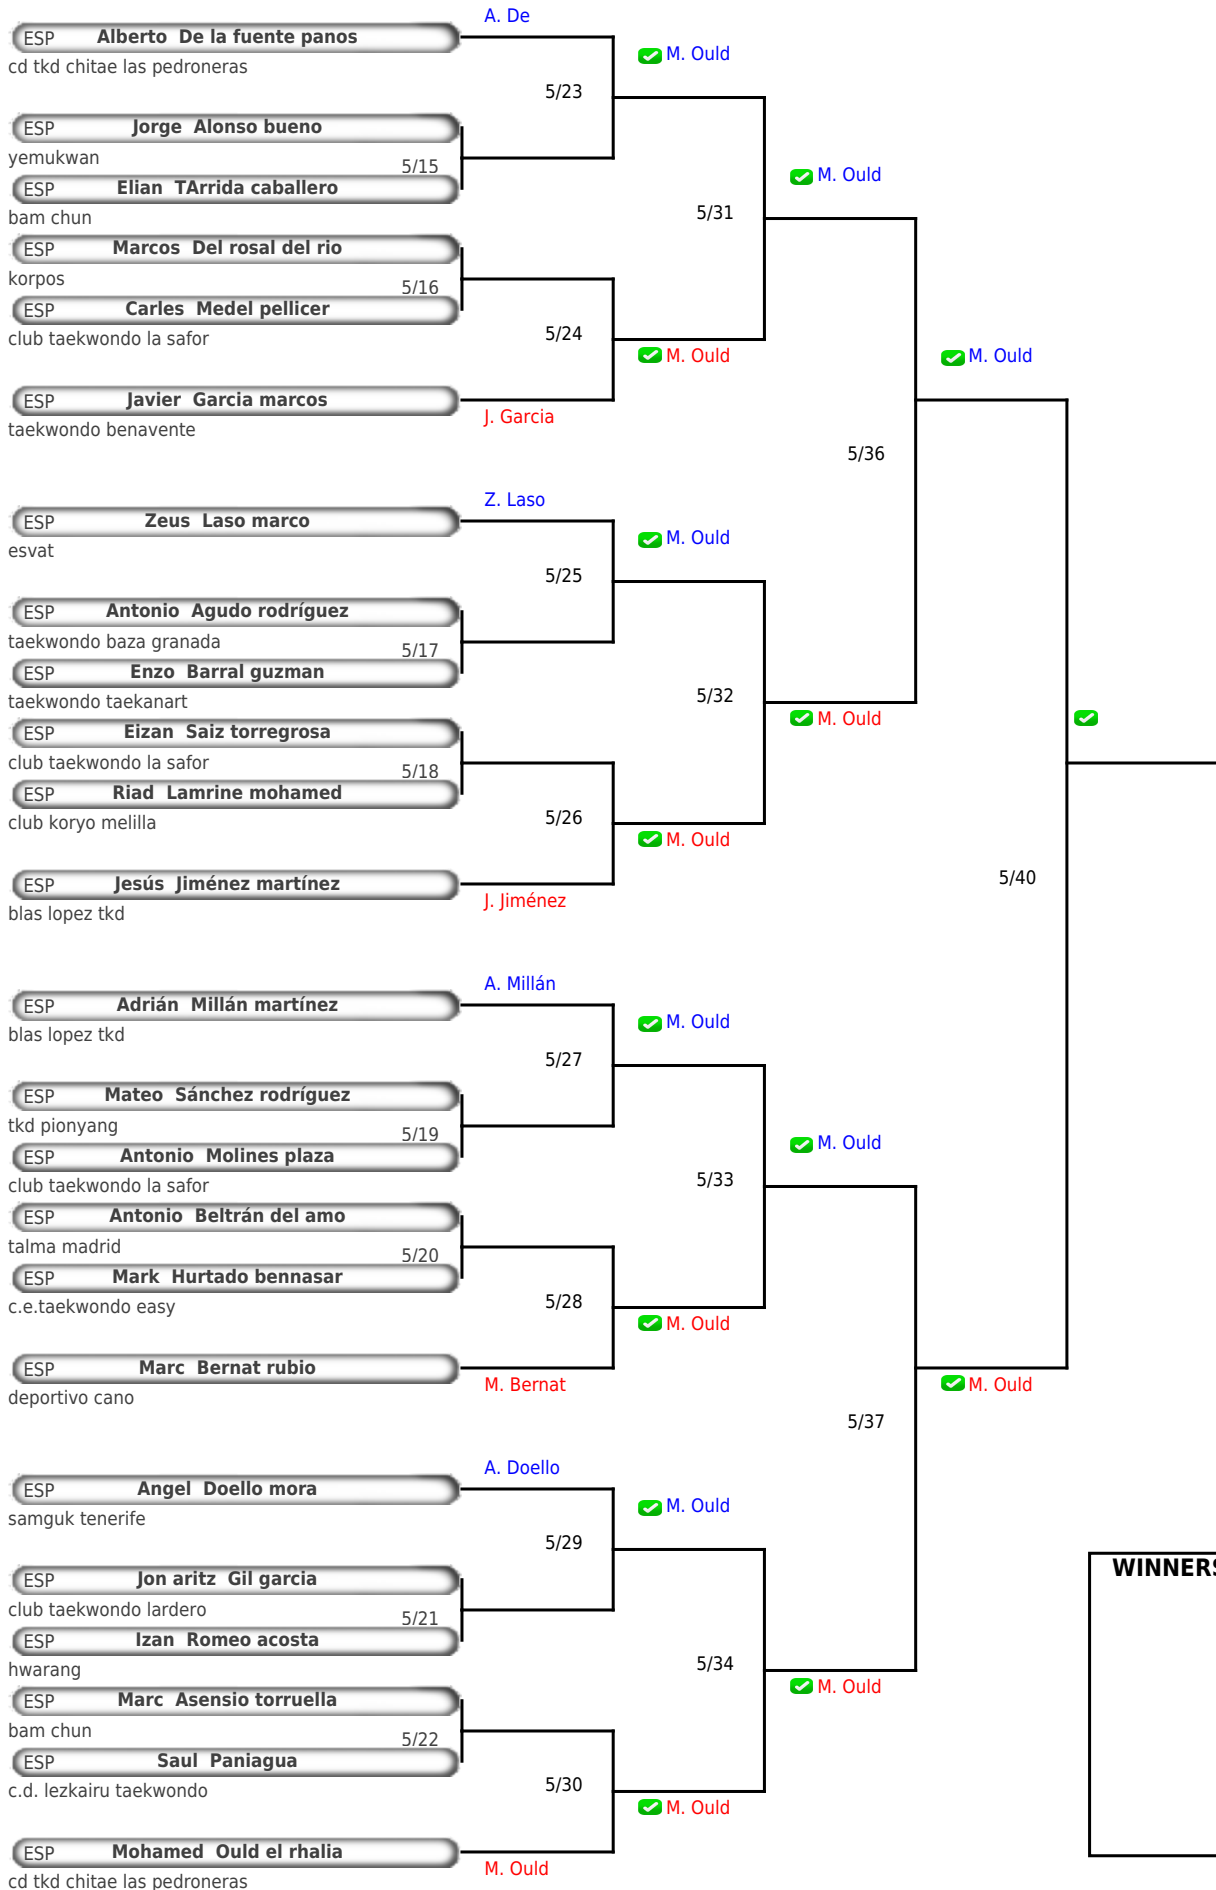 A. De
ESP Alberto De la fuente panos
M. Ould
cd tkd chitae las pedroneras
5/23
ESP Jorge Alonso bueno
yemukwan
5/15
M. Ould
ESP Elian TArrida caballero
bam chun
5/31
ESP Marcos Del rosal del rio
korpos
5/16
ESP Carles Medel pellicer
club taekwondo la safor
5/24
M. Ould
M. Ould
ESP Javier Garcia marcos
J. Garcia
taekwondo benavente
5/36
Z. Laso
ESP Zeus Laso marco
M. Ould
esvat
5/25
ESP Antonio Agudo rodríguez
taekwondo baza granada
5/17
ESP Enzo Barral guzman
taekwondo taekanart
5/32
M. Ould
ESP Eizan Saiz torregrosa
club taekwondo la safor
5/18
ESP Riad Lamrine mohamed
club koryo melilla
5/26
M. Ould
5/40
ESP Jesús Jiménez martínez
J. Jiménez
blas lopez tkd
A. Millán
ESP Adrián Millán martínez
M. Ould
blas lopez tkd
5/27
ESP Mateo Sánchez rodríguez
tkd pionyang
5/19
M. Ould
ESP Antonio Molines plaza
club taekwondo la safor
5/33
ESP Antonio Beltrán del amo
talma madrid
5/20
ESP Mark Hurtado bennasar
c.e.taekwondo easy
5/28
M. Ould
ESP Marc Bernat rubio
M. Bernat
M. Ould
deportivo cano
5/37
A. Doello
ESP Angel Doello mora
M. Ould
samguk tenerife
5/29
WINNERS
ESP Jon aritz Gil garcia
club taekwondo lardero
5/21
ESP Izan Romeo acosta
hwarang
5/34
M. Ould
ESP Marc Asensio torruella
bam chun
5/22
ESP Saul Paniagua
c.d. lezkairu taekwondo
5/30
M. Ould
ESP Mohamed Ould el rhalia
M. Ould
cd tkd chitae las pedroneras